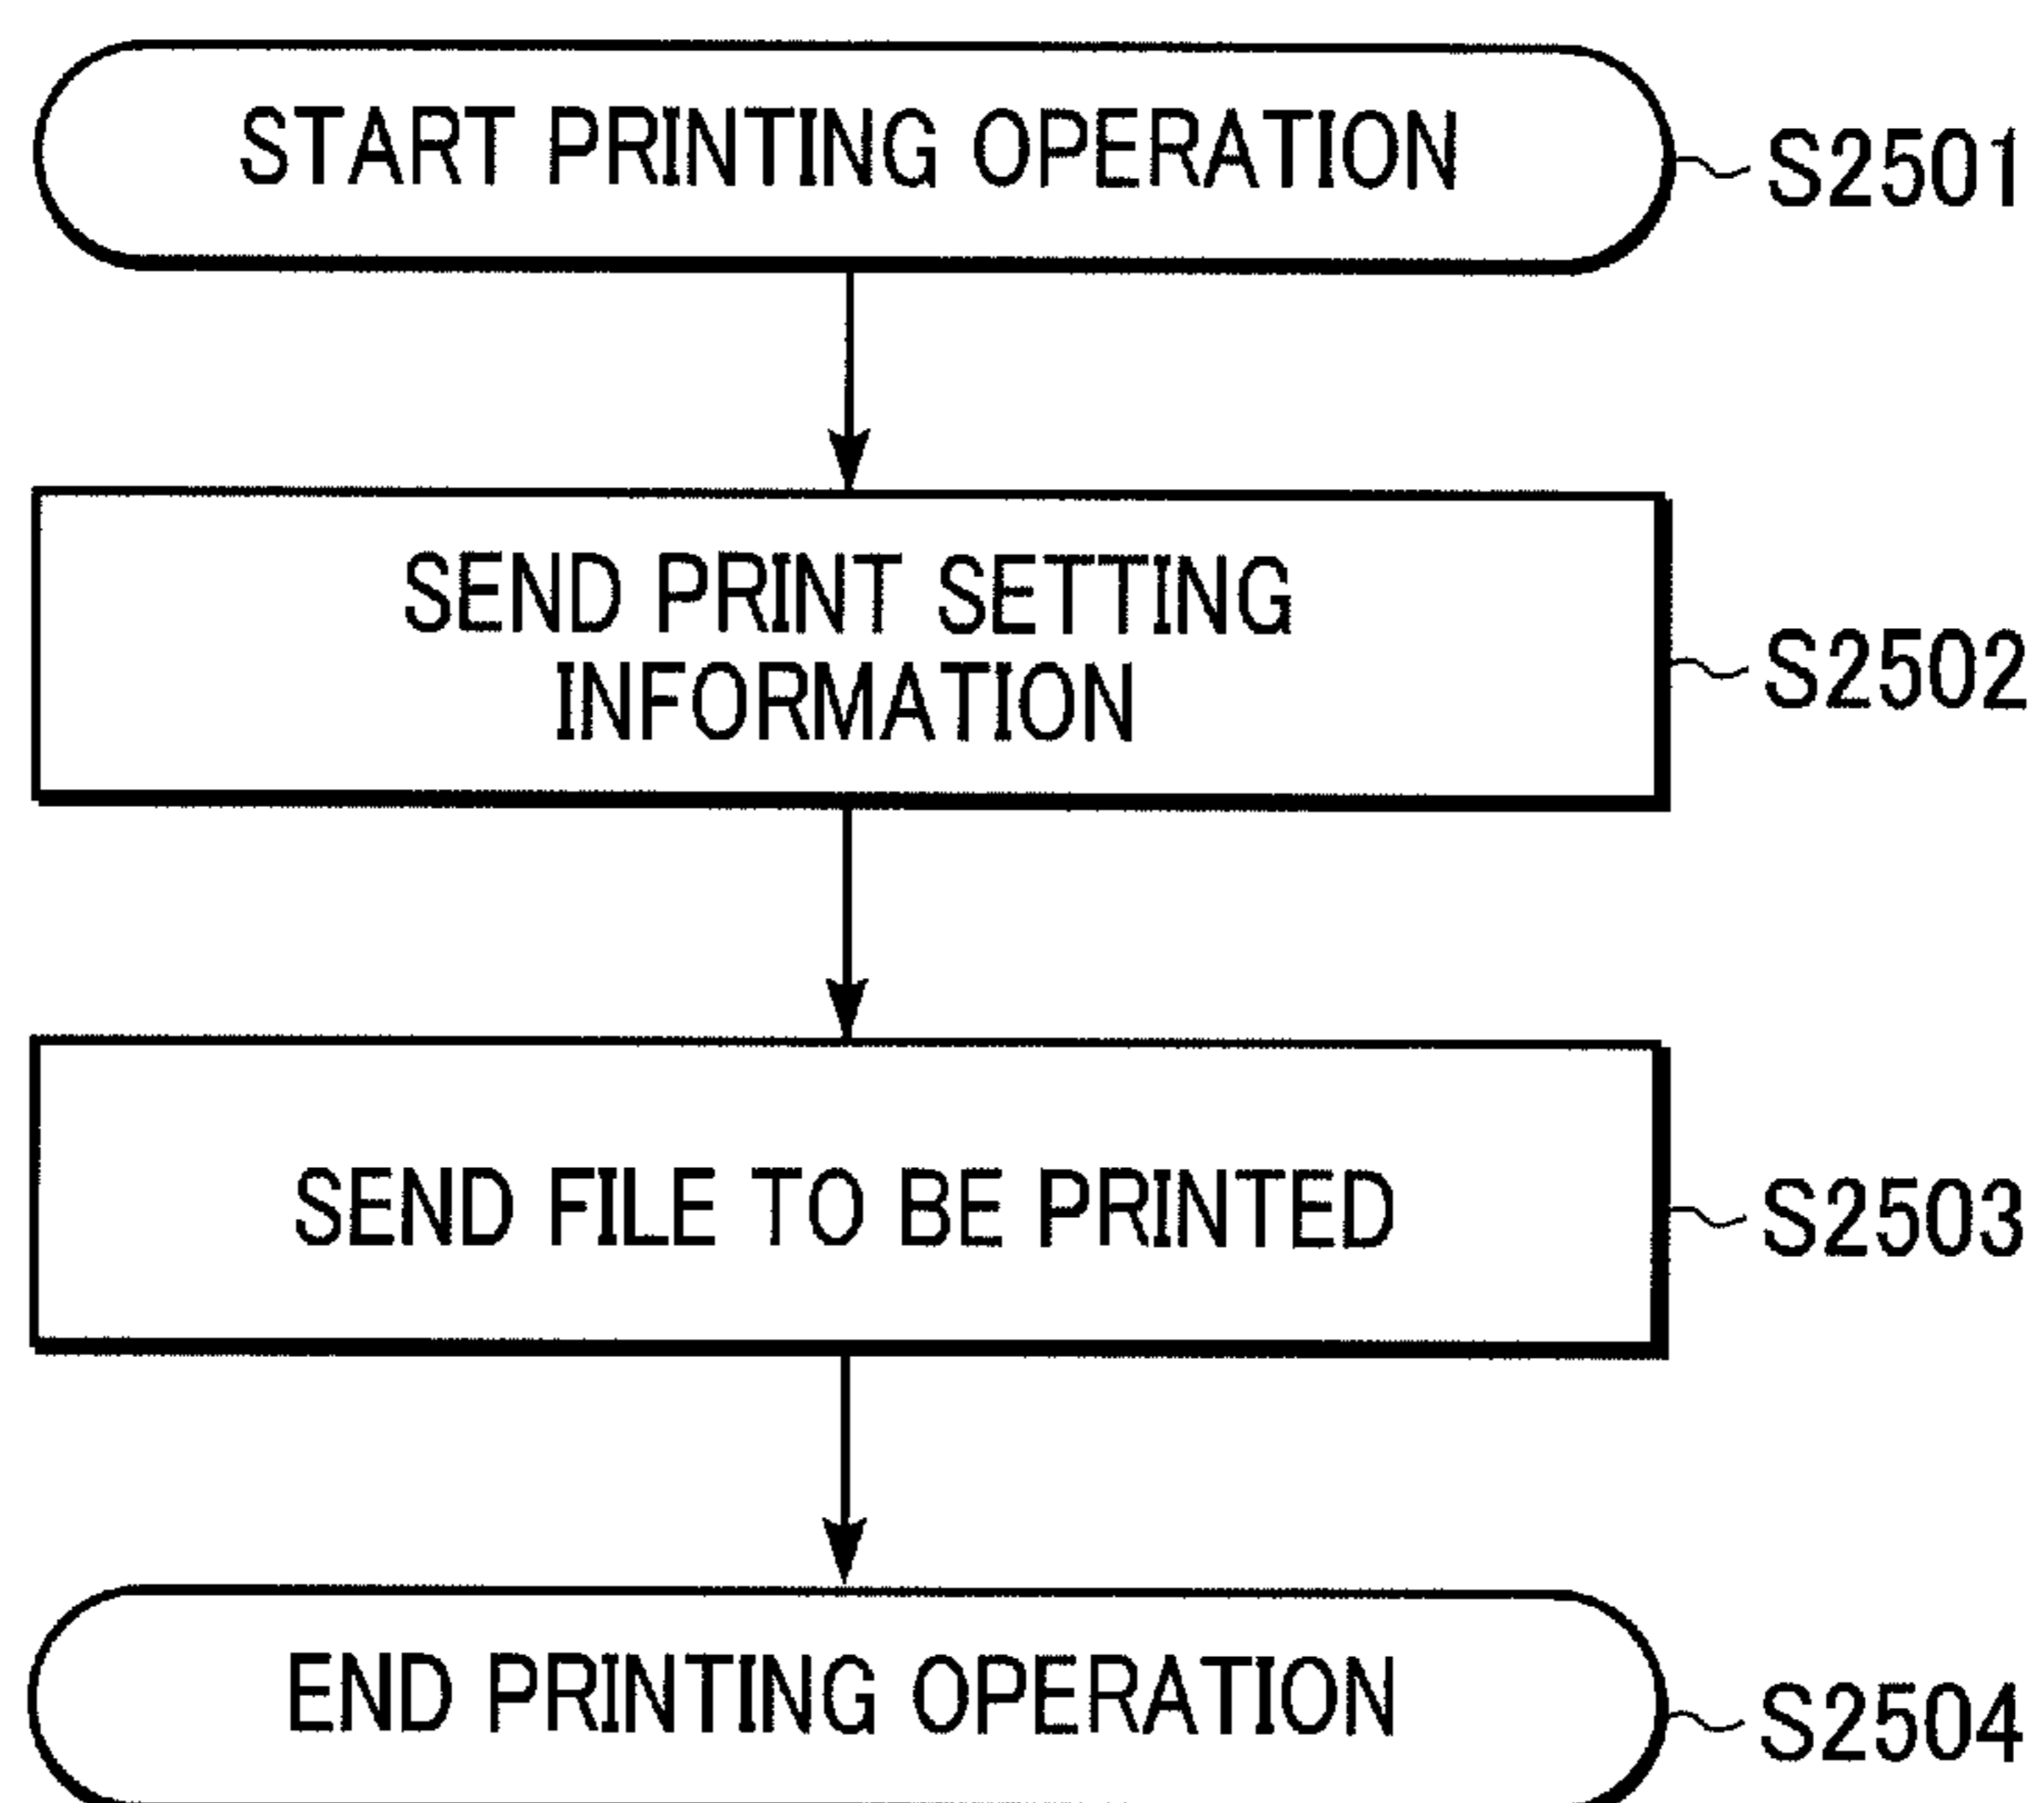 START PRINTING OPERATION
S2501
SEND PRINT SETTING
INFORMATION
S2502
SEND FILE TO BE PRINTED
S2503
END PRINTING OPERATION
S2504